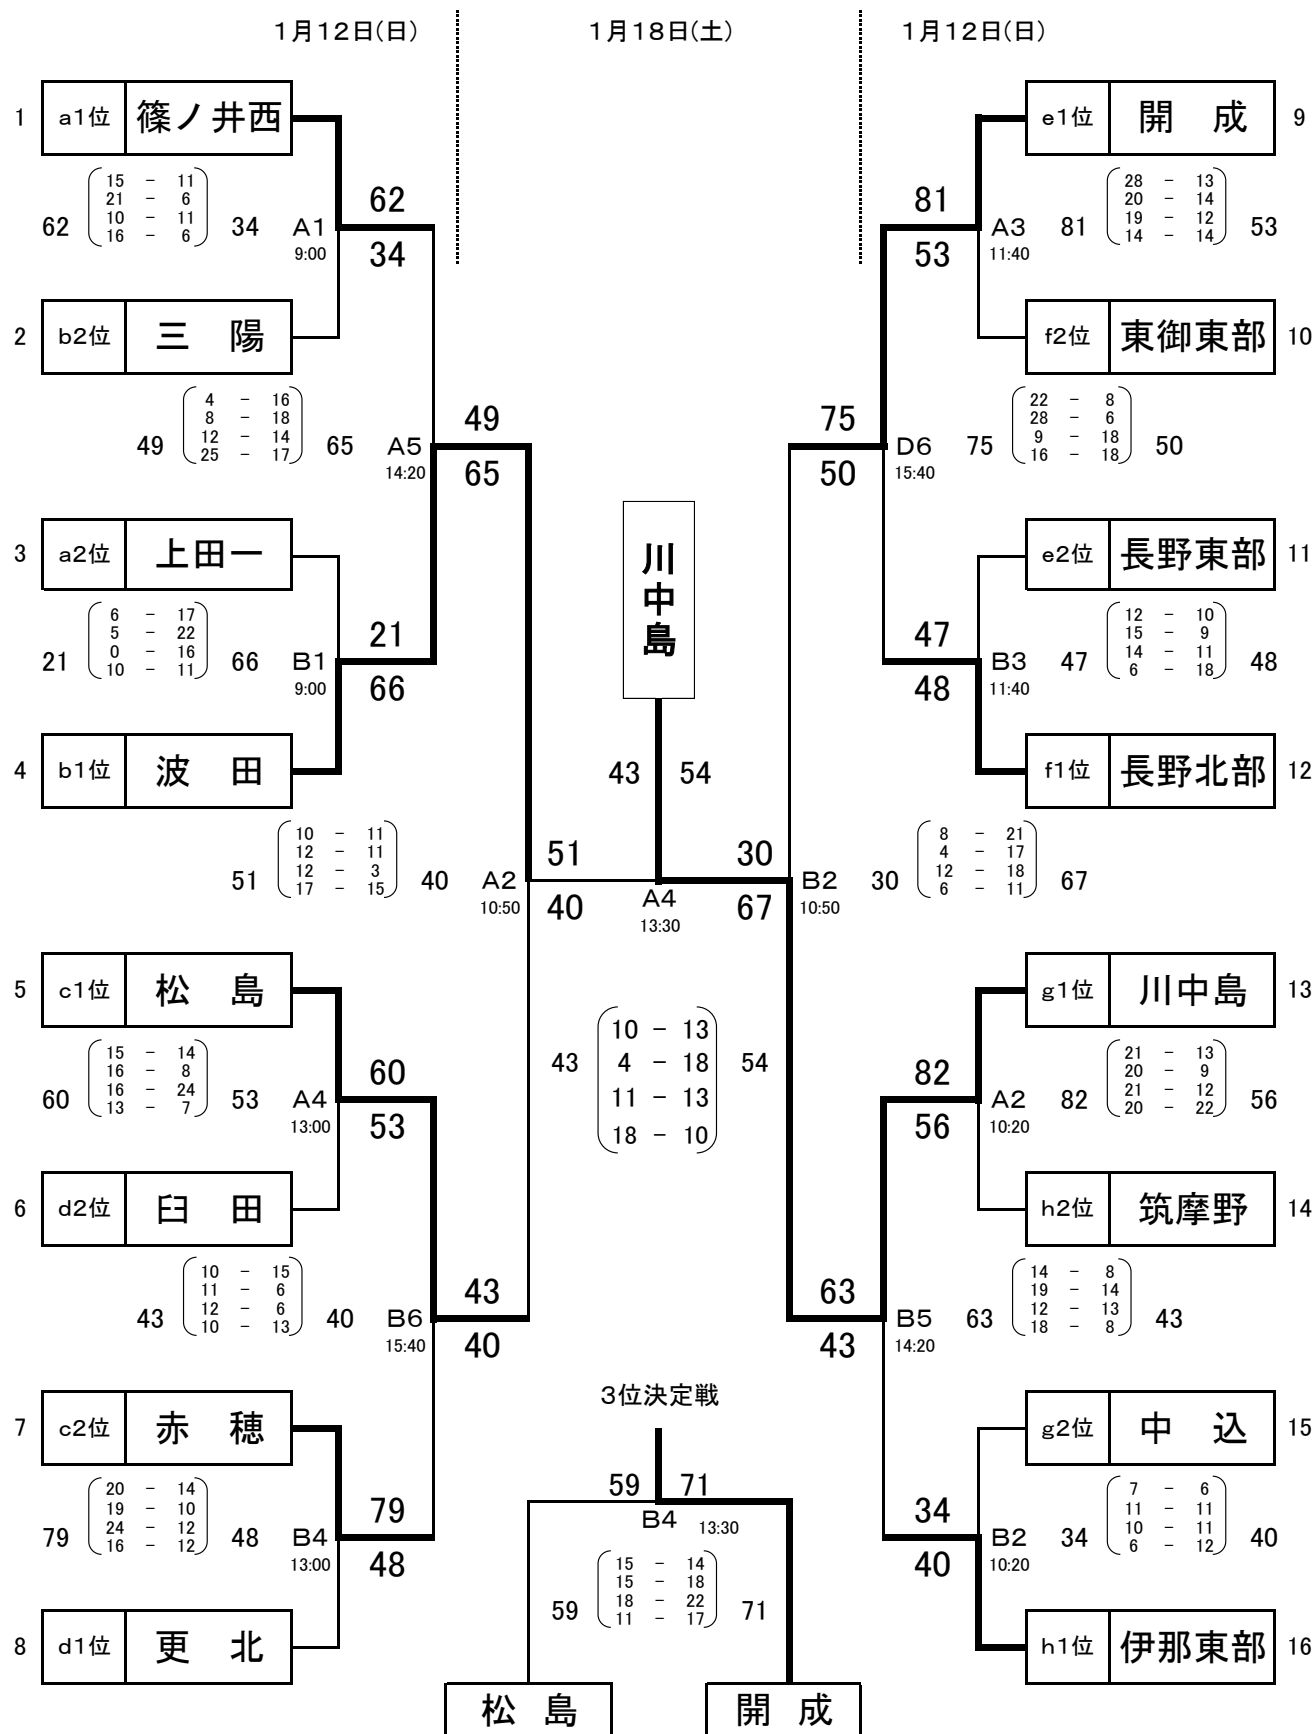 1月12日(日)
1月18日(土)
1月12日(日)
1 a1位 篠ノ井西
e1位 開 成 9
62 15 - 11 34 A1 62
21 - 6
10 - 11
16 - 6
9:00 34
81 A3 81 28 - 13 53
20 - 14
19 - 12
14 - 14
53 11:40
2 b2位 三 陽
f2位 東御東部 10
49 4 - 16 65 A5 49
8 - 18
12 - 14
25 - 17
14:20 65
75 D6 75 22 - 8 50
28 - 6
9 - 18
16 - 18
50 15:40
川中島
3 a2位 上田一
e2位 長野東部 11
21 6 - 17 66 B1 21
5 - 22
0 - 16
10 - 11
9:00 66
47 B3 47 12 - 10 48
15 - 9
14 - 11
6 - 18
48 11:40
4 b1位 波 田
43 54
f1位 長野北部 12
51 10 - 11 40 A2 51
12 - 11
12 - 3
17 - 15
10:50 40
A4
13:30
30 B2 30 8 - 21 67
4 - 17
12 - 18
6 - 11
67 10:50
5 c1位 松 島
g1位 川中島 13
60 15 - 14 53 A4 60
16 - 8
16 - 24
13 - 7
13:00 53
43 10 - 13 54
4 - 18
11 - 13
18 - 10
82 A2 82 21 - 13 56
20 - 9
21 - 12
20 - 22
56 10:20
6 d2位 臼 田
h2位 筑摩野 14
43 10 - 15 40 B6 43
11 - 6
12 - 6
10 - 13
15:40 40
63 B5 63 14 - 8 43
19 - 14
12 - 13
18 - 8
43 14:20
3位決定戦
7 c2位 赤 穂
g2位 中 込 15
79 20 - 14 48 B4 79
19 - 10
24 - 12
16 - 12
13:00 48
59 71
B4 13:30
59 15 - 14 71
15 - 18
18 - 22
11 - 17
34 B2 34 7 - 6 40
11 - 11
10 - 11
6 - 12
40 10:20
8 d1位 更 北
h1位 伊那東部 16
松 島
開 成